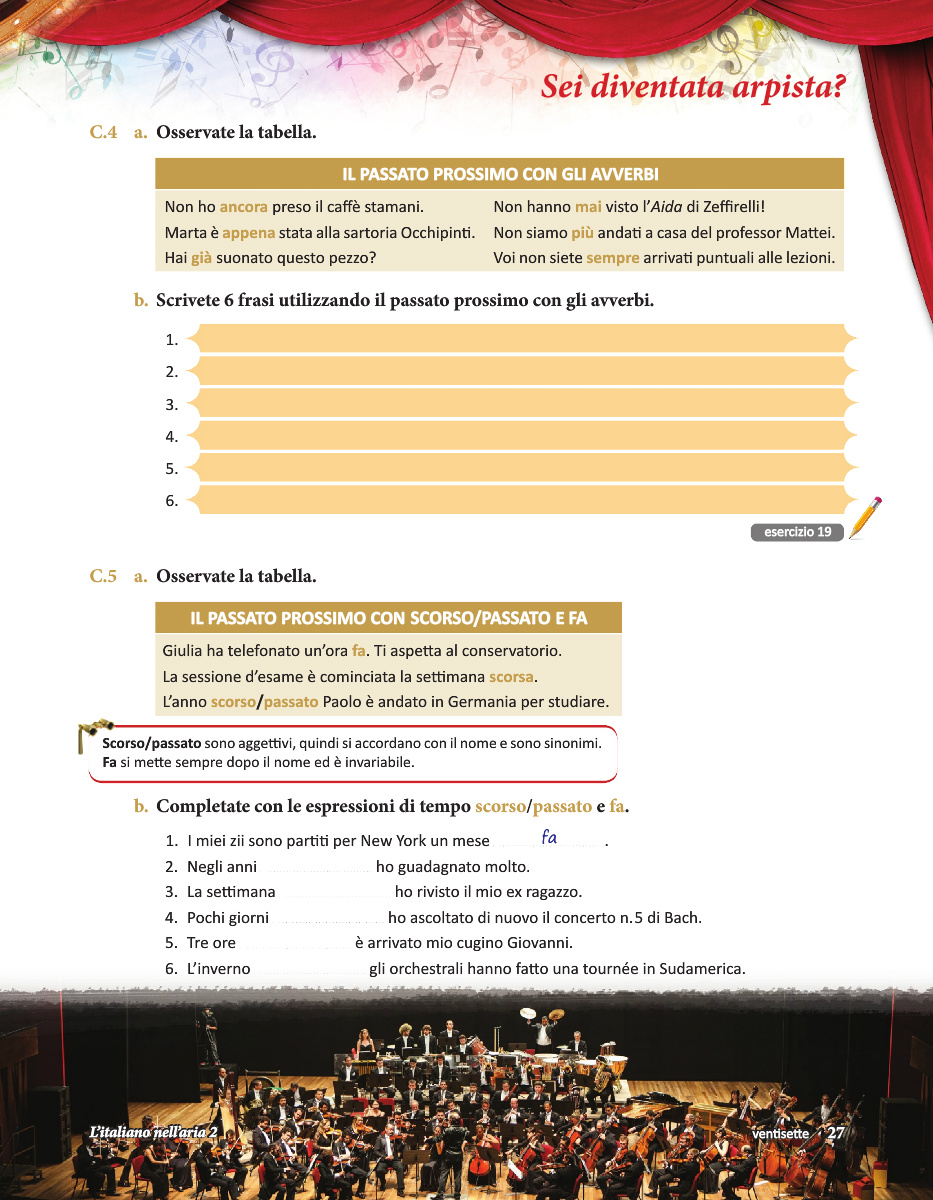 Sei diventata arpista?
C.4 a. Osservate la tabella.
IL PASSATO PROSSIMO CON GLI AVVERBI
Non ho ancora preso il caffè stamani.
Marta è appena stata alla sartoria Occhipinti.
Hai già suonato questo pezzo?
Non hanno mai visto l'Aida di Zeffirelli!
Non siamo più andati a casa del professor Mattei.
Voi non siete sempre arrivati puntuali alle lezioni.
b. Scrivete 6 frasi utilizzando il passato prossimo con gli avverbi.
1.
2.
3.
4.
5.
6.
esercizio 19
C.5 a. Osservate la tabella.
IL PASSATO PROSSIMO CON SCORSO/PASSATO E FA
Giulia ha telefonato un'ora fa. Ti aspetta al conservatorio.
La sessione d'esame è cominciata la settimana scorsa.
L'anno scorso/passato Paolo è andato in Germania per studiare.
Scorso/passato sono aggettivi, quindi si accordano con il nome e sono sinonimi.
Fa si mette sempre dopo il nome ed è invariabile.
b. Completate con le espressioni di tempo scorso/passato e fa.
1. I miei zii sono partiti per New York un mese fa .
2. Negli anni ho guadagnato molto.
3. La settimana ho rivisto il mio ex ragazzo.
4. Pochi giorni ho ascoltato di nuovo il concerto n.5 di Bach.
5. Tre ore è arrivato mio cugino Giovanni.
6. L'inverno gli orchestrali hanno fatto una tournée in Sudamerica.
L'italiano nell'aria 2
ventisette / 27